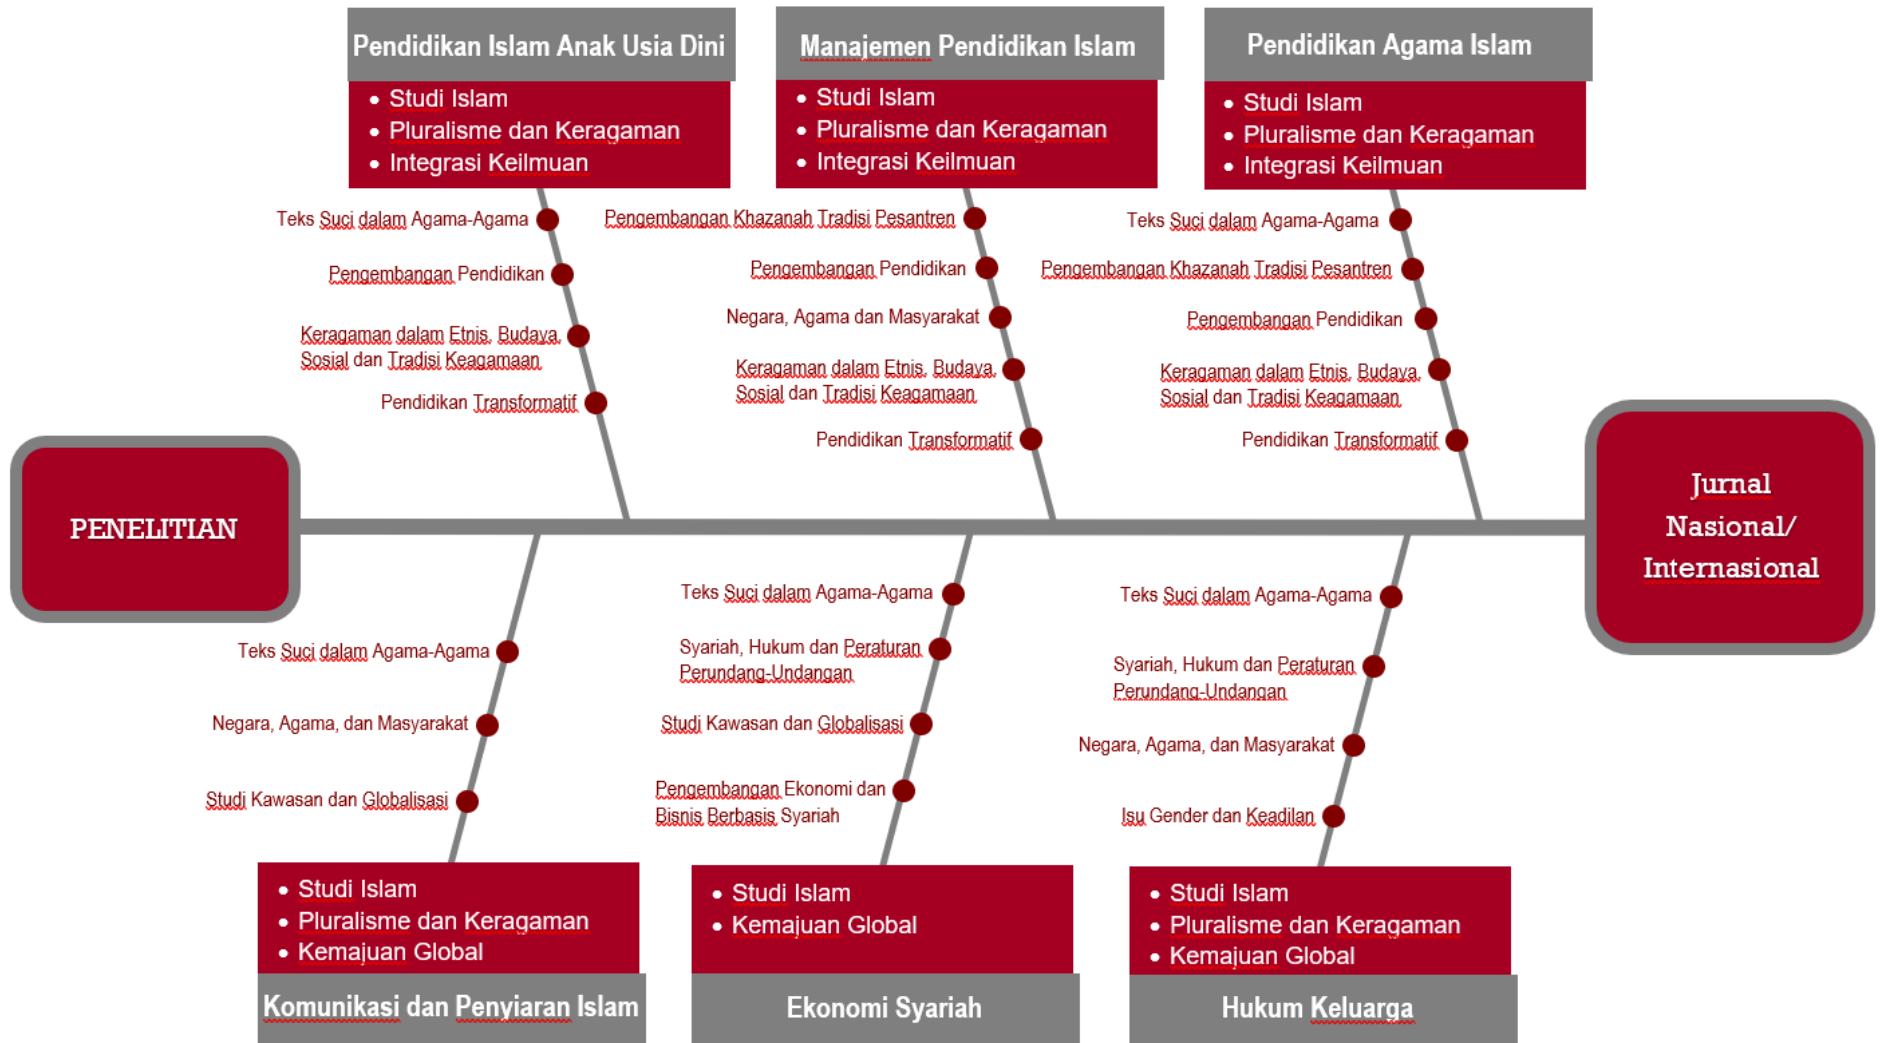 Pendidikan Islam Anak Usia Dini
• Studi Islam
• Pluralisme dan Keragaman
• Integrasi Keilmuan
Teks Suci dalam Agama-Agama
Pengembangan Pendidikan
Keragaman dalam Etnis, Budaya,
Sosial dan Tradisi Keagamaan
Pendidikan Transformatif
Manajemen Pendidikan Islam
• Studi Islam
• Pluralisme dan Keragaman
• Integrasi Keilmuan
Pengembangan Khazanah Tradisi Pesantren
Pengembangan Pendidikan
Negara, Agama dan Masyarakat
Keragaman dalam Etnis, Budaya,
Sosial dan Tradisi Keagamaan
Pendidikan Transformatif
Pendidikan Agama Islam
• Studi Islam
• Pluralisme dan Keragaman
• Integrasi Keilmuan
Teks Suci dalam Agama-Agama
Pengembangan Khazanah Tradisi Pesantren
Pengembangan Pendidikan
Keragaman dalam Etnis, Budaya,
Sosial dan Tradisi Keagamaan
Pendidikan Transformatif
PENELITIAN
Jurnal
Nasional/
Internasional
Teks Suci dalam Agama-Agama
Negara, Agama, dan Masyarakat
Studi Kawasan dan Globalisasi
• Studi Islam
• Pluralisme dan Keragaman
• Kemajuan Global
Komunikasi dan Penyiaran Islam
Teks Suci dalam Agama-Agama
Syariah, Hukum dan Peraturan
Perundang-Undangan
Studi Kawasan dan Globalisasi
Pengembangan Ekonomi dan
Bisnis Berbasis Syariah
• Studi Islam
• Kemajuan Global
Ekonomi Syariah
Teks Suci dalam Agama-Agama
Syariah, Hukum dan Peraturan
Perundang-Undangan
Negara, Agama, dan Masyarakat
Isu Gender dan Keadilan
• Studi Islam
• Pluralisme dan Keragaman
• Kemajuan Global
Hukum Keluarga